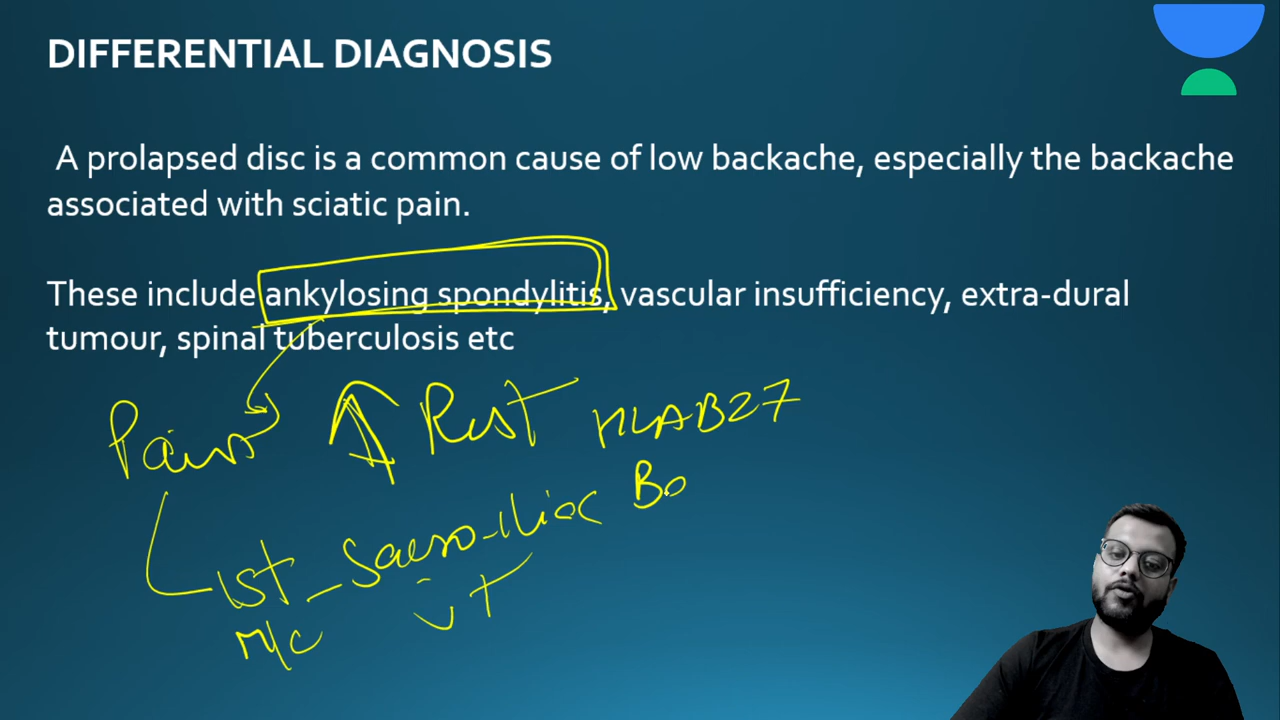 DIFFERENTIAL DIAGNOSIS
A prolapsed disc is a common cause of low backache, especially the backache
associated with sciatic pain.
These include ankylosing spondylitis, vascular insufficiency, extra-dural
tumour, spinal tuberculosis etc
Pain ↑ Rest HLAB27
1st - Sacro-iliac Bo
M/C